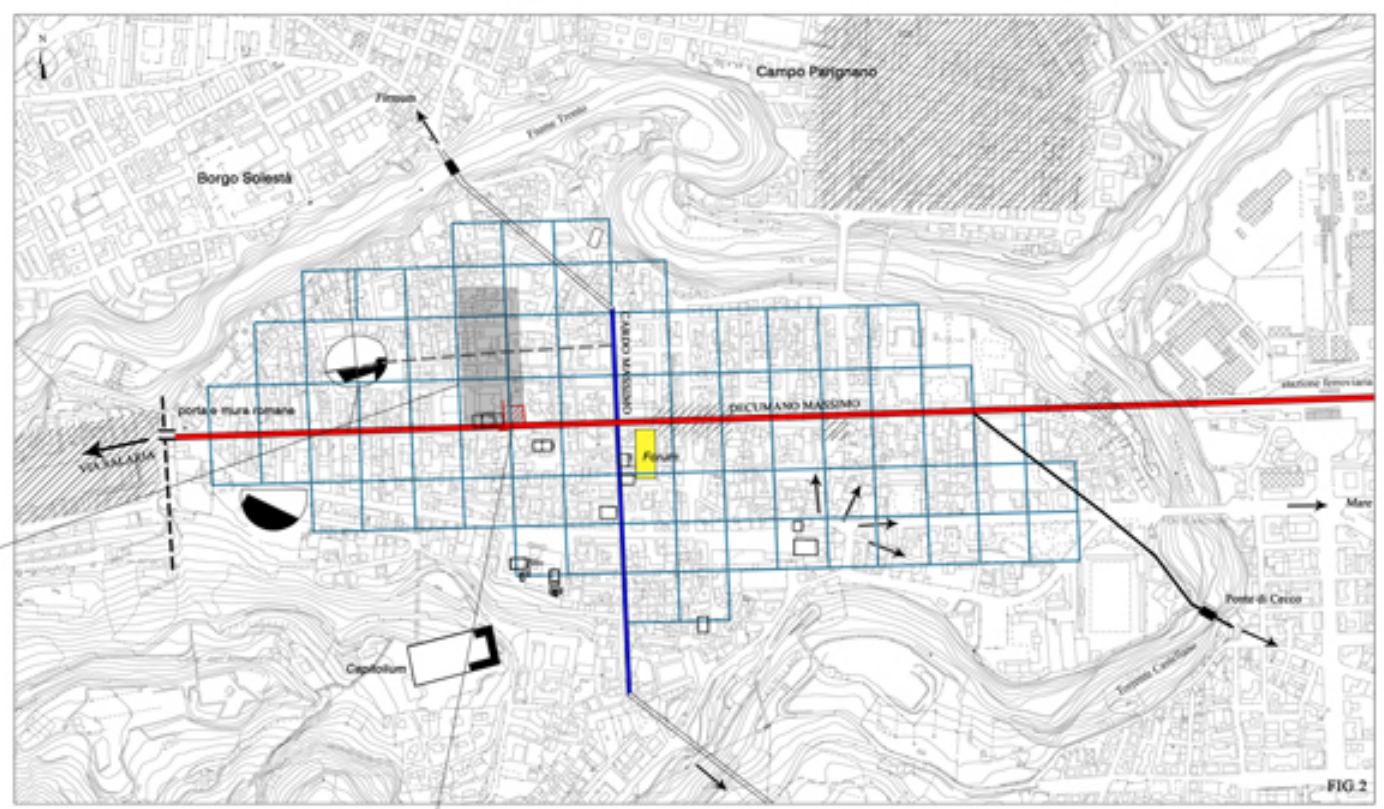 N
Campo Parignano
Firmum
Fiume Tronto
Borgo Solestà
CARDO MASSIMO
stazione ferroviaria
porta e mura romane
DECUMANO MASSIMO
VIA SALARIA
Forum
Mare
Ponte di Cecco
Capitolium
Torrente Castellano
FIG.2